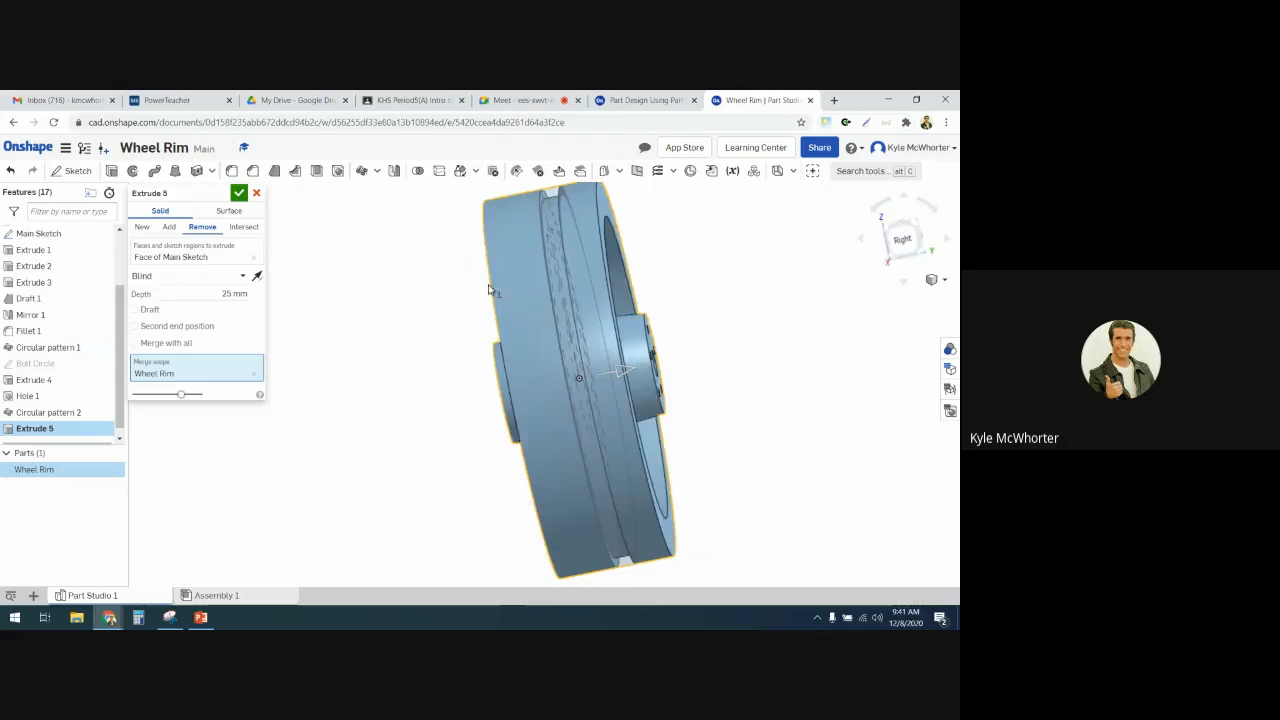 Inbox (716) - kmcwhor
PowerTeacher
My Drive - Google Dri
KHS Period5(A) Intro to
Meet - ees-xwvt-x
Part Design Using Part
Wheel Rim | Part Studio
cad.onshape.com/documents/0d158f235abb672ddcd94b2c/w/d56255df33e80a13b10894ed/e/5420ccea4da9261d64a3f2ce
Onshape
Wheel Rim Main
App Store
Learning Center
Share
Kyle McWhorter
Sketch
Search tools... alt C
Features (17)
Filter by name or type
Main Sketch
Extrude 1
Extrude 2
Extrude 3
Draft 1
Mirror 1
Fillet 1
Circular pattern 1
Bolt Circle
Extrude 4
Hole 1
Circular pattern 2
Extrude 5
Parts (1)
Wheel Rim
Extrude 5
Solid
Surface
New
Add
Remove
Intersect
Faces and sketch regions to extrude
Face of Main Sketch
Blind
Depth
25 mm
Draft
Second end position
Merge with all
Merge scope
Wheel Rim
Z
Right
Y
X
Part Studio 1
Assembly 1
9:41 AM
12/8/2020
2
Kyle McWhorter